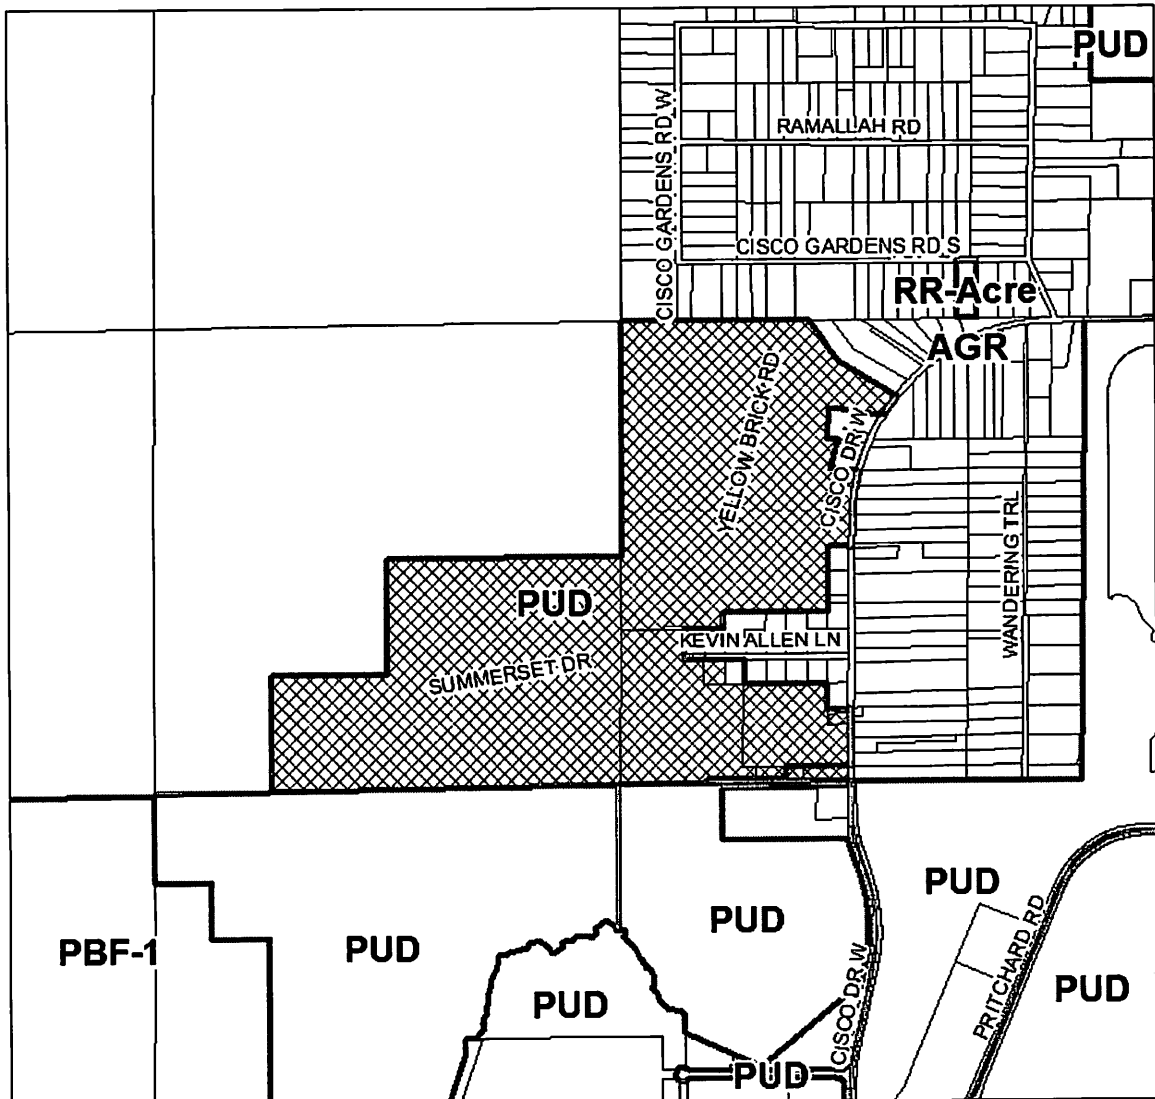 PUD
CISCO GARDENS RD W
RAMALLAH RD
CISCO GARDENS RD S
RR-Acre
AGR
YELLOW BRICK RD
CISCO DR W
WANDERING TRL
PUD
KEVIN ALLEN LN
SUMMERSET DR
PUD
PUD
PBF-1
PUD
PRITCHARD RD
PUD
PUD
CISCO DR W
PUD